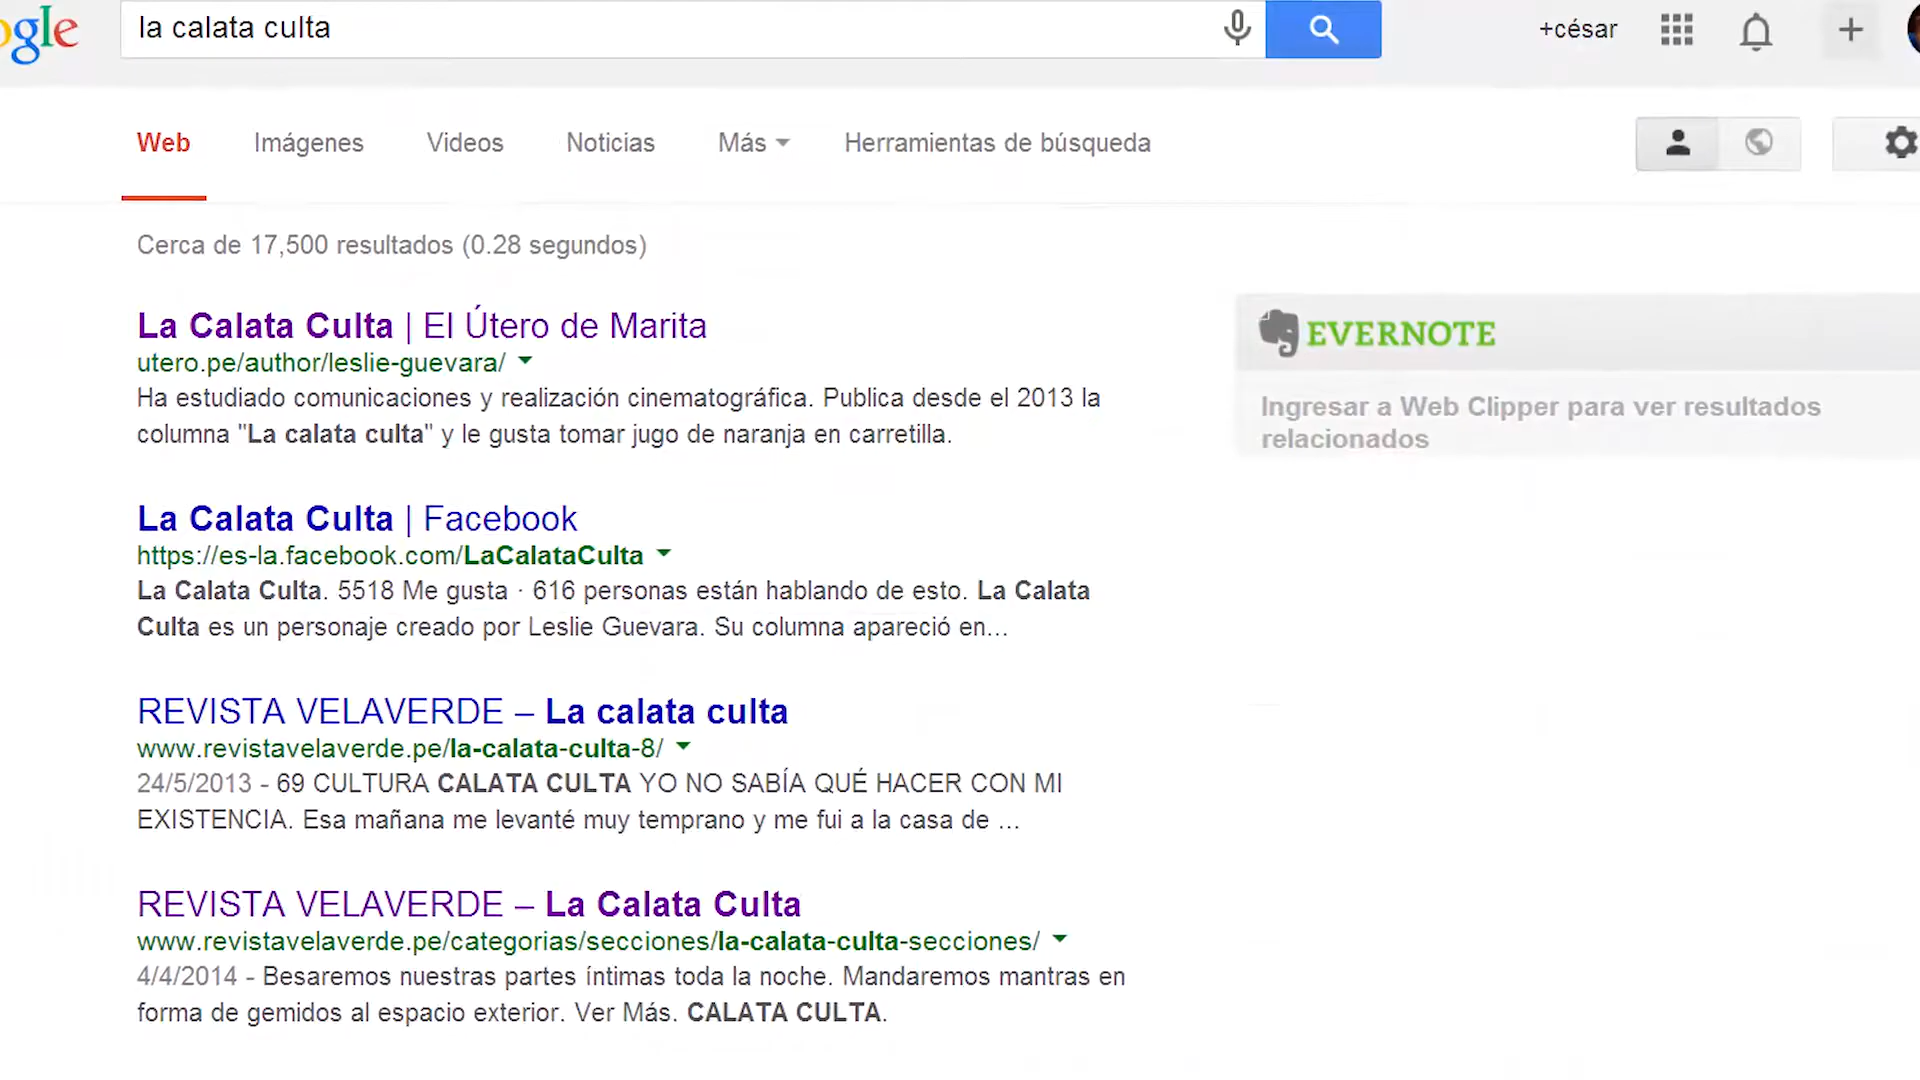 ogle la calata culta +césar
Web Imágenes Videos Noticias Más Herramientas de búsqueda
Cerca de 17,500 resultados (0.28 segundos)
La Calata Culta | El Útero de Marita
utero.pe/author/leslie-guevara/
Ha estudiado comunicaciones y realización cinematográfica. Publica desde el 2013 la
columna "La calata culta" y le gusta tomar jugo de naranja en carretilla.
EVERNOTE
Ingresar a Web Clipper para ver resultados
relacionados
La Calata Culta | Facebook
https://es-la.facebook.com/LaCalataCulta
La Calata Culta. 5518 Me gusta · 616 personas están hablando de esto. La Calata
Culta es un personaje creado por Leslie Guevara. Su columna apareció en...
REVISTA VELAVERDE – La calata culta
www.revistavelaverde.pe/la-calata-culta-8/
24/5/2013 - 69 CULTURA CALATA CULTA YO NO SABÍA QUÉ HACER CON MI
EXISTENCIA. Esa mañana me levanté muy temprano y me fui a la casa de ...
REVISTA VELAVERDE – La Calata Culta
www.revistavelaverde.pe/categorias/secciones/la-calata-culta-secciones/
4/4/2014 - Besaremos nuestras partes íntimas toda la noche. Mandaremos mantras en
forma de gemidos al espacio exterior. Ver Más. CALATA CULTA.